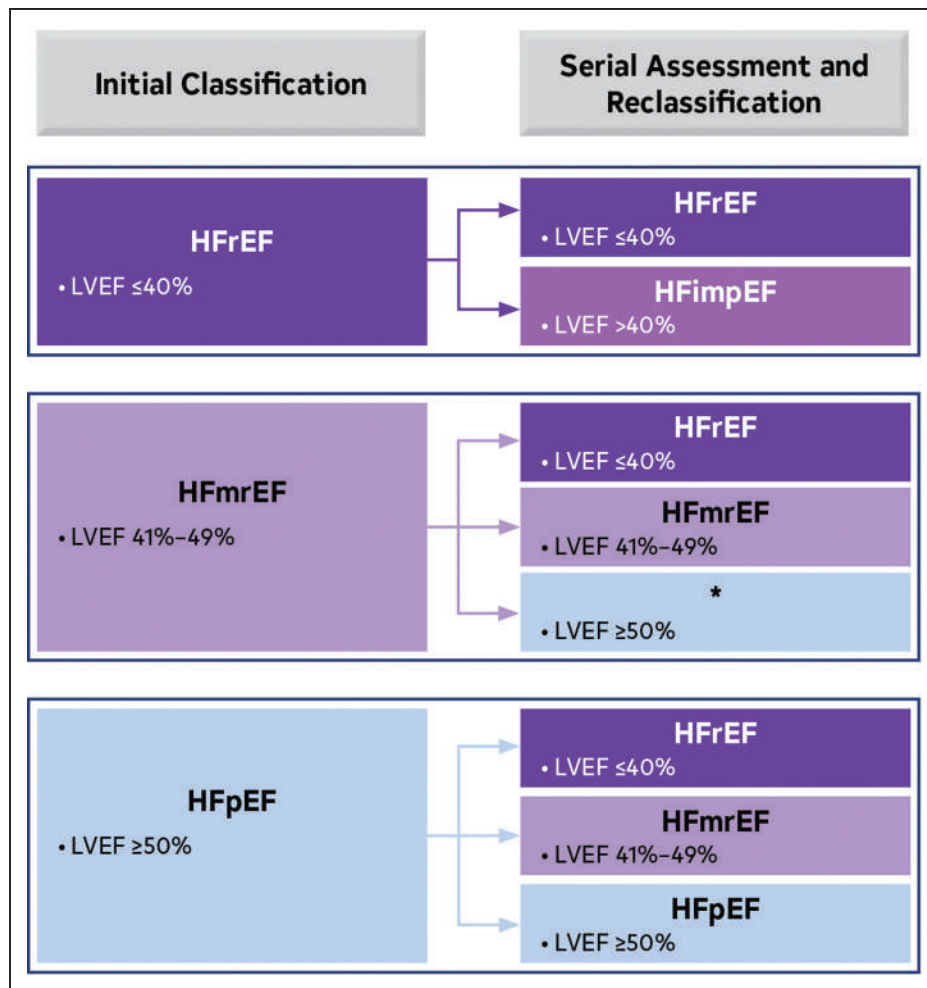 Initial Classification
Serial Assessment and
Reclassification
HFrEF
• LVEF ≤40%
HFrEF
• LVEF ≤40%
HFimpEF
• LVEF >40%
HFmrEF
• LVEF 41%–49%
HFrEF
• LVEF ≤40%
HFmrEF
• LVEF 41%–49%
*
• LVEF ≥50%
HFpEF
• LVEF ≥50%
HFrEF
• LVEF ≤40%
HFmrEF
• LVEF 41%–49%
HFpEF
• LVEF ≥50%